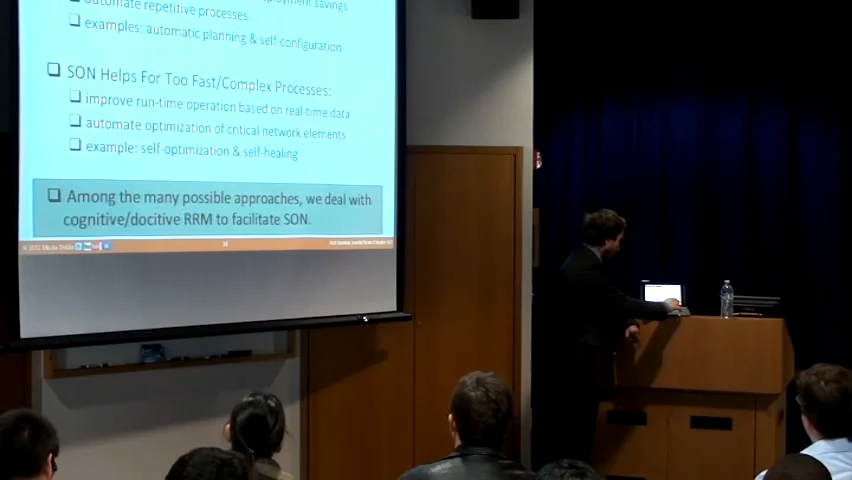 deployment savings
automate repetitive processes
examples: automatic planning & self-configuration
SON Helps For Too Fast/Complex Processes:
improve run-time operation based on real-time data
automate optimization of critical network elements
example: self-optimization & self-healing
Among the many possible approaches, we deal with
cognitive/docitive RRM to facilitate SON.